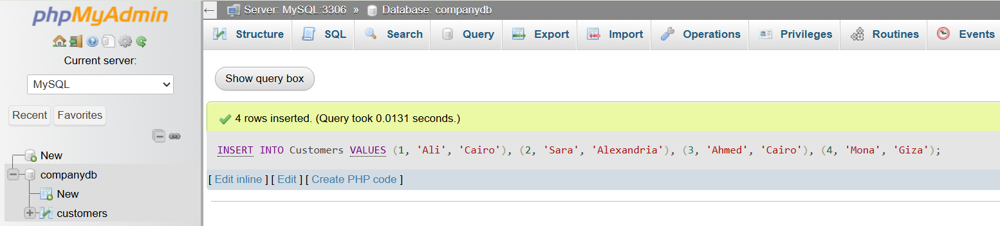 phpMyAdmin
Current server:
MySQL
Recent Favorites
New
companydb
New
customers
Server: MySQL:3306 » Database: companydb
Structure SQL Search Query Export Import Operations Privileges Routines Events
Show query box
4 rows inserted. (Query took 0.0131 seconds.)
INSERT INTO Customers VALUES (1, 'Ali', 'Cairo'), (2, 'Sara', 'Alexandria'), (3, 'Ahmed', 'Cairo'), (4, 'Mona', 'Giza');
[ Edit inline ] [ Edit ] [ Create PHP code ]